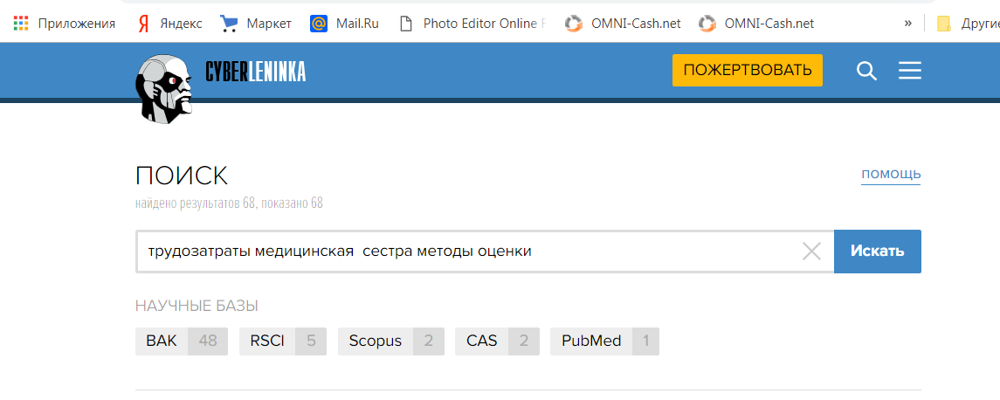 Приложения Яндекс Маркет Mail.Ru Photo Editor Online OMNI-Cash.net OMNI-Cash.net » Другие
CYBERLENINKA ПОЖЕРТВОВАТЬ
ПОИСК ПОМОЩЬ
найдено результатов 68, показано 68
трудозатраты медицинская сестра методы оценки Искать
НАУЧНЫЕ БАЗЫ
ВАК 48 RSCI 5 Scopus 2 CAS 2 PubMed 1